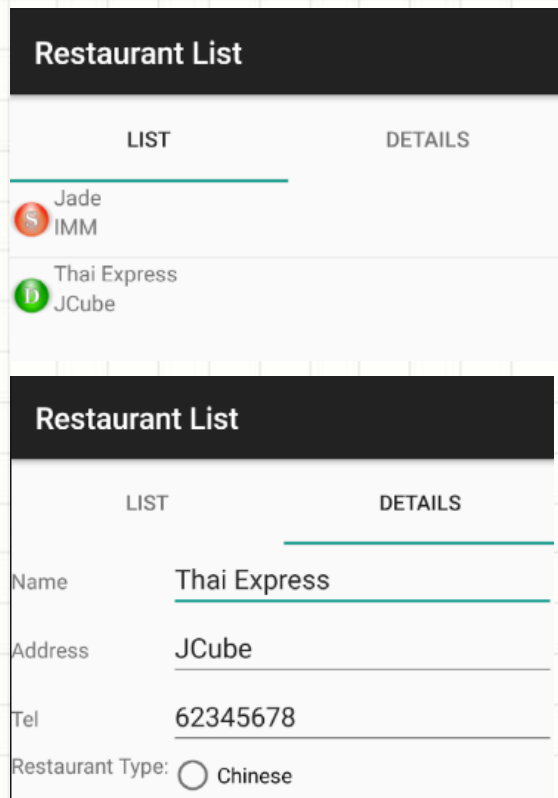 Restaurant List
LIST DETAILS
Jade
S
IMM
Thai Express
D
JCube
Restaurant List
LIST DETAILS
Name Thai Express
Address JCube
Tel 62345678
Restaurant Type: Chinese